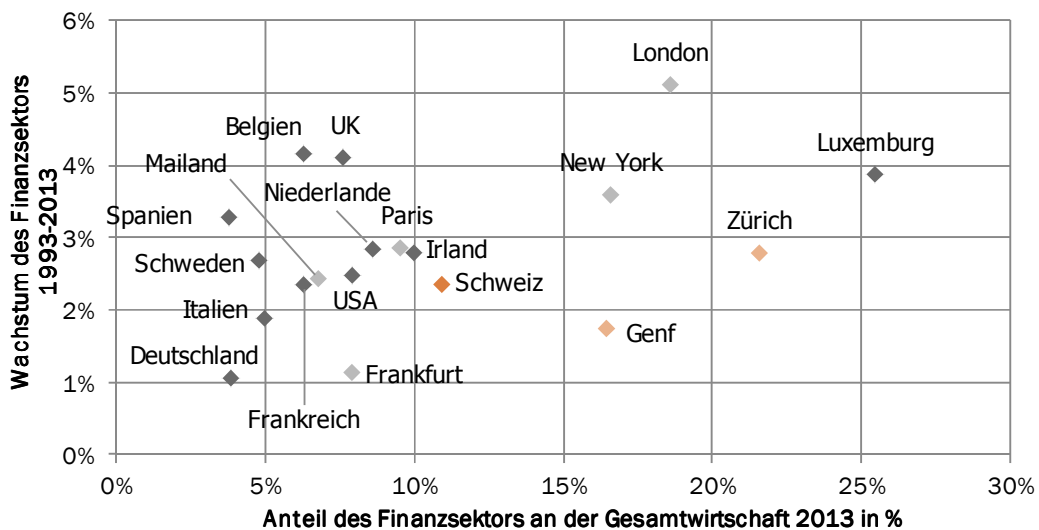 6%
5%
4%
3%
2%
1%
0%
Wachstum des Finanzsektors
1993-2013
London
Belgien
UK
Luxemburg
Mailand
New York
Niederlande
Spanien
Paris
Zürich
Irland
Schweden
Schweiz
USA
Italien
Genf
Deutschland
Frankfurt
Frankreich
0%
5%
10%
15%
20%
25%
30%
Anteil des Finanzsektors an der Gesamtwirtschaft 2013 in %